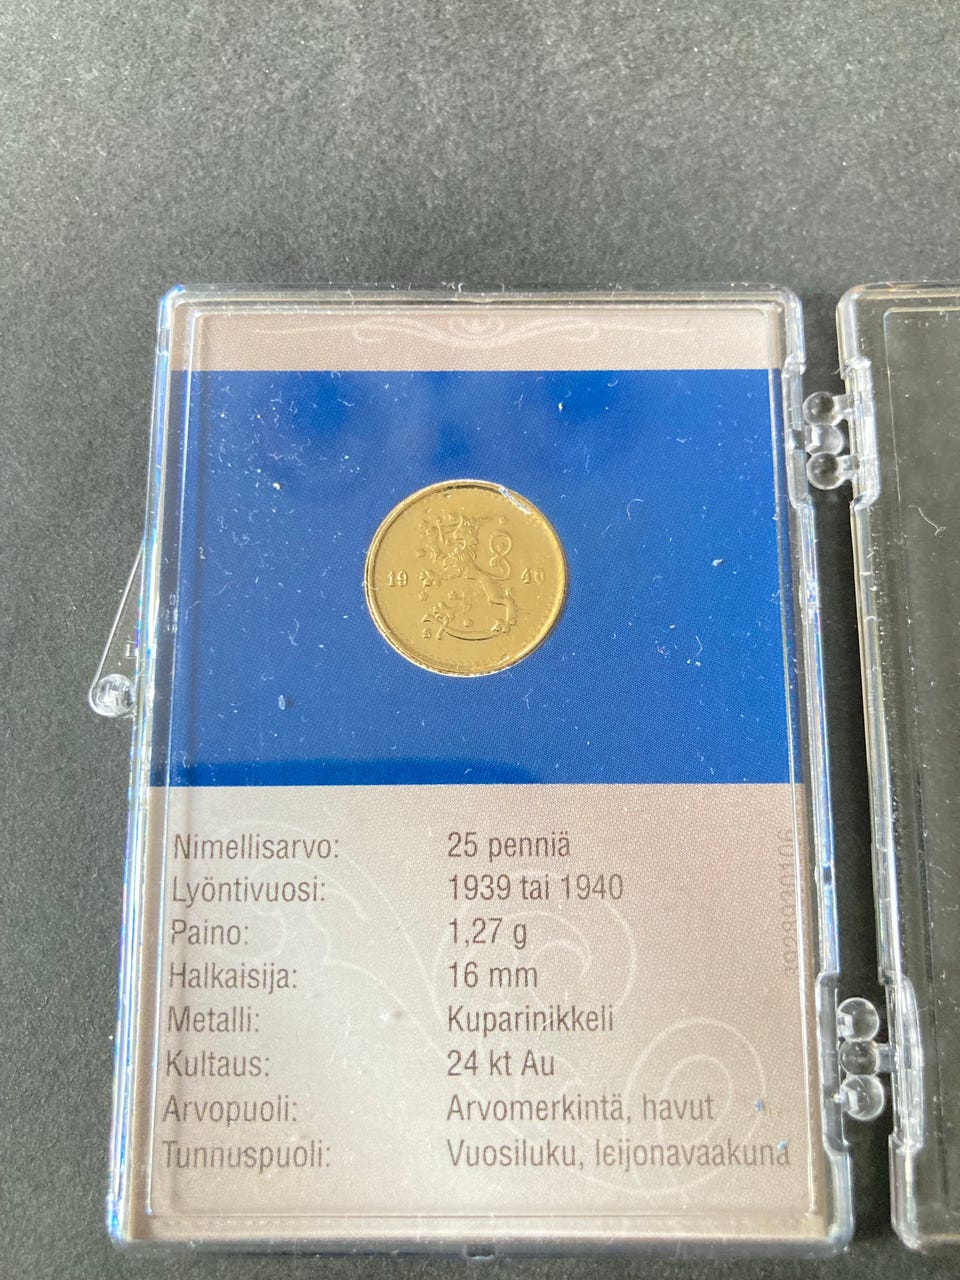 19 40
S
Nimellisarvo: 25 penniä
Lyöntivuosi: 1939 tai 1940
Paino: 1,27 g
Halkaisija: 16 mm
Metalli: Kuparinikkeli
Kultaus: 24 kt Au
Arvopuoli: Arvomerkintä, havut
Tunnuspuoli: Vuosiluku, leijonavaakuna